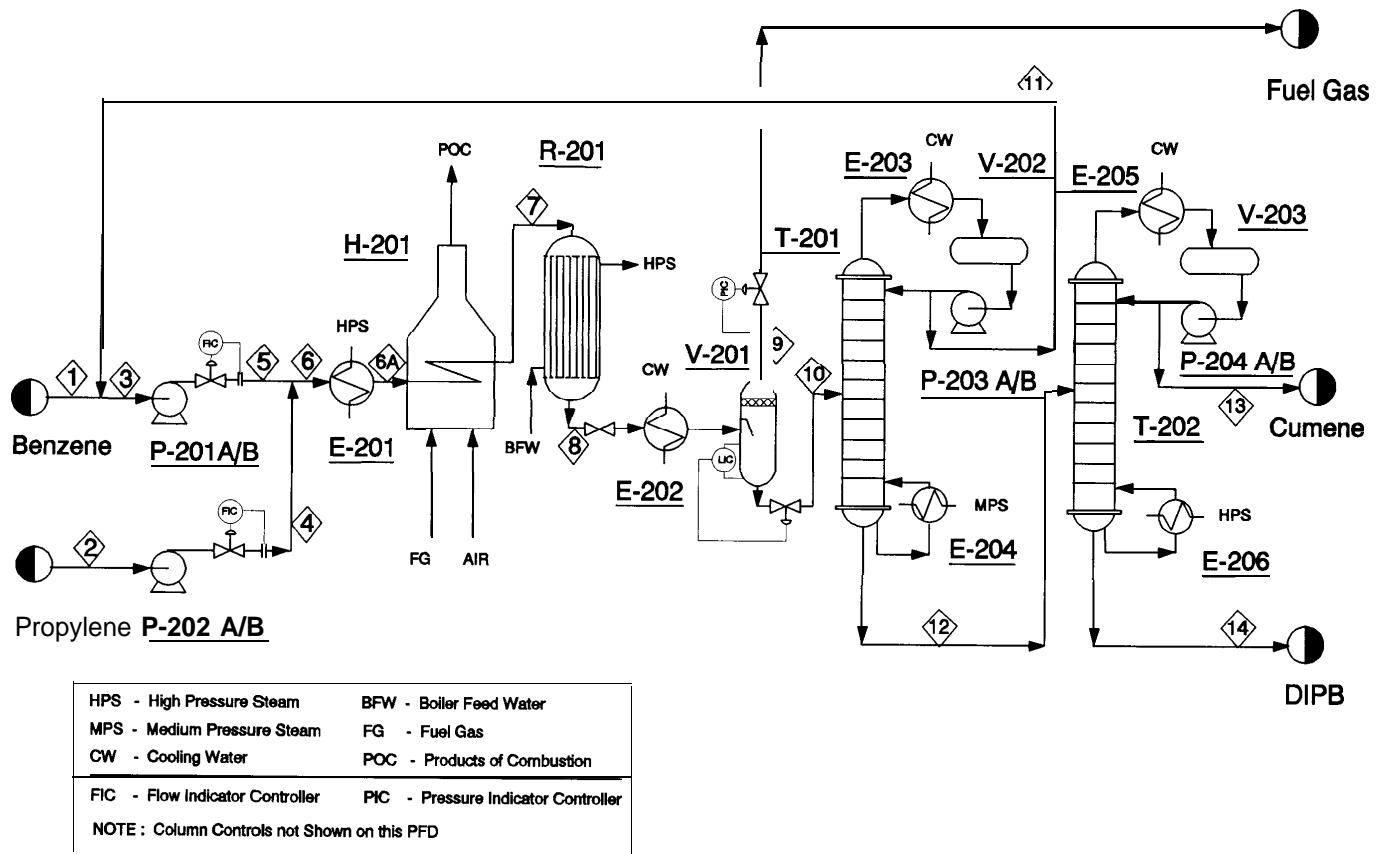 11
Fuel Gas
POC
R-201
CW
E-203
V-202
CW
E-205
V-203
7
H-201
HPS
T-201
PIC
HPS
FIC
1
3
5
6
6A
V-201
9
10
CW
P-203 A/B
P-204 A/B
13
Benzene
P-201A/B
E-201
BFW
8
LIC
E-202
T-202
Cumene
FIC
4
2
FG
AIR
MPS
E-204
HPS
E-206
Propylene P-202 A/B
12
14
DIPB
HPS - High Pressure Steam
BFW - Boiler Feed Water
MPS - Medium Pressure Steam
FG - Fuel Gas
CW - Cooling Water
POC - Products of Combustion
FIC - Flow Indicator Controller
PIC - Pressure Indicator Controller
NOTE : Column Controls not Shown on this PFD